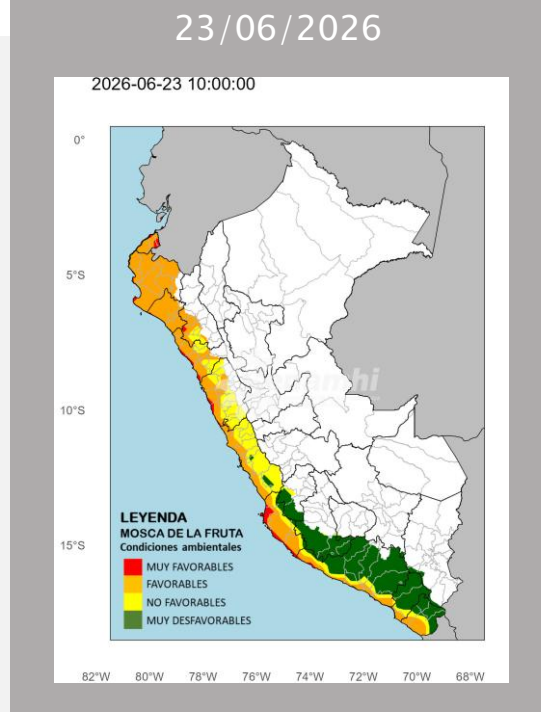 23/06/2026
2026-06-23 10:00:00
0°
5°S
10°S
15°S
LEYENDA
MOSCA DE LA FRUTA
Condiciones ambientales
MUY FAVORABLES
FAVORABLES
NO FAVORABLES
MUY DESFAVORABLES
82°W 80°W 78°W 76°W 74°W 72°W 70°W 68°W